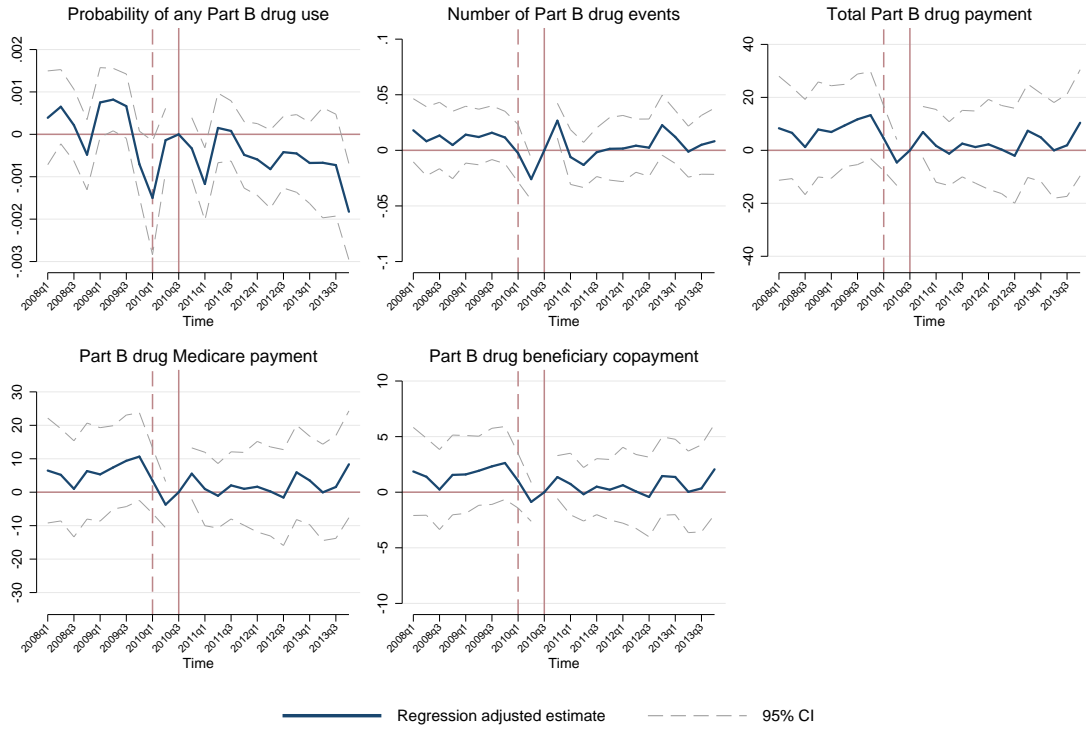 Probability of any Part B drug use
.002
.001
0
-.001
-.002
-.003
2008q1
2008q3
2009q1
2009q3
2010q1
2010q3
2011q1
2011q3
2012q1
2012q3
2013q1
2013q3
Time
Number of Part B drug events
.1
.05
0
-.05
-.1
2008q1
2008q3
2009q1
2009q3
2010q1
2010q3
2011q1
2011q3
2012q1
2012q3
2013q1
2013q3
Time
Total Part B drug payment
40
20
0
-20
-40
2008q1
2008q3
2009q1
2009q3
2010q1
2010q3
2011q1
2011q3
2012q1
2012q3
2013q1
2013q3
Time
Part B drug Medicare payment
30
20
10
0
-10
-20
-30
2008q1
2008q3
2009q1
2009q3
2010q1
2010q3
2011q1
2011q3
2012q1
2012q3
2013q1
2013q3
Time
Part B drug beneficiary copayment
10
5
0
-5
-10
2008q1
2008q3
2009q1
2009q3
2010q1
2010q3
2011q1
2011q3
2012q1
2012q3
2013q1
2013q3
Time
Regression adjusted estimate
95% CI